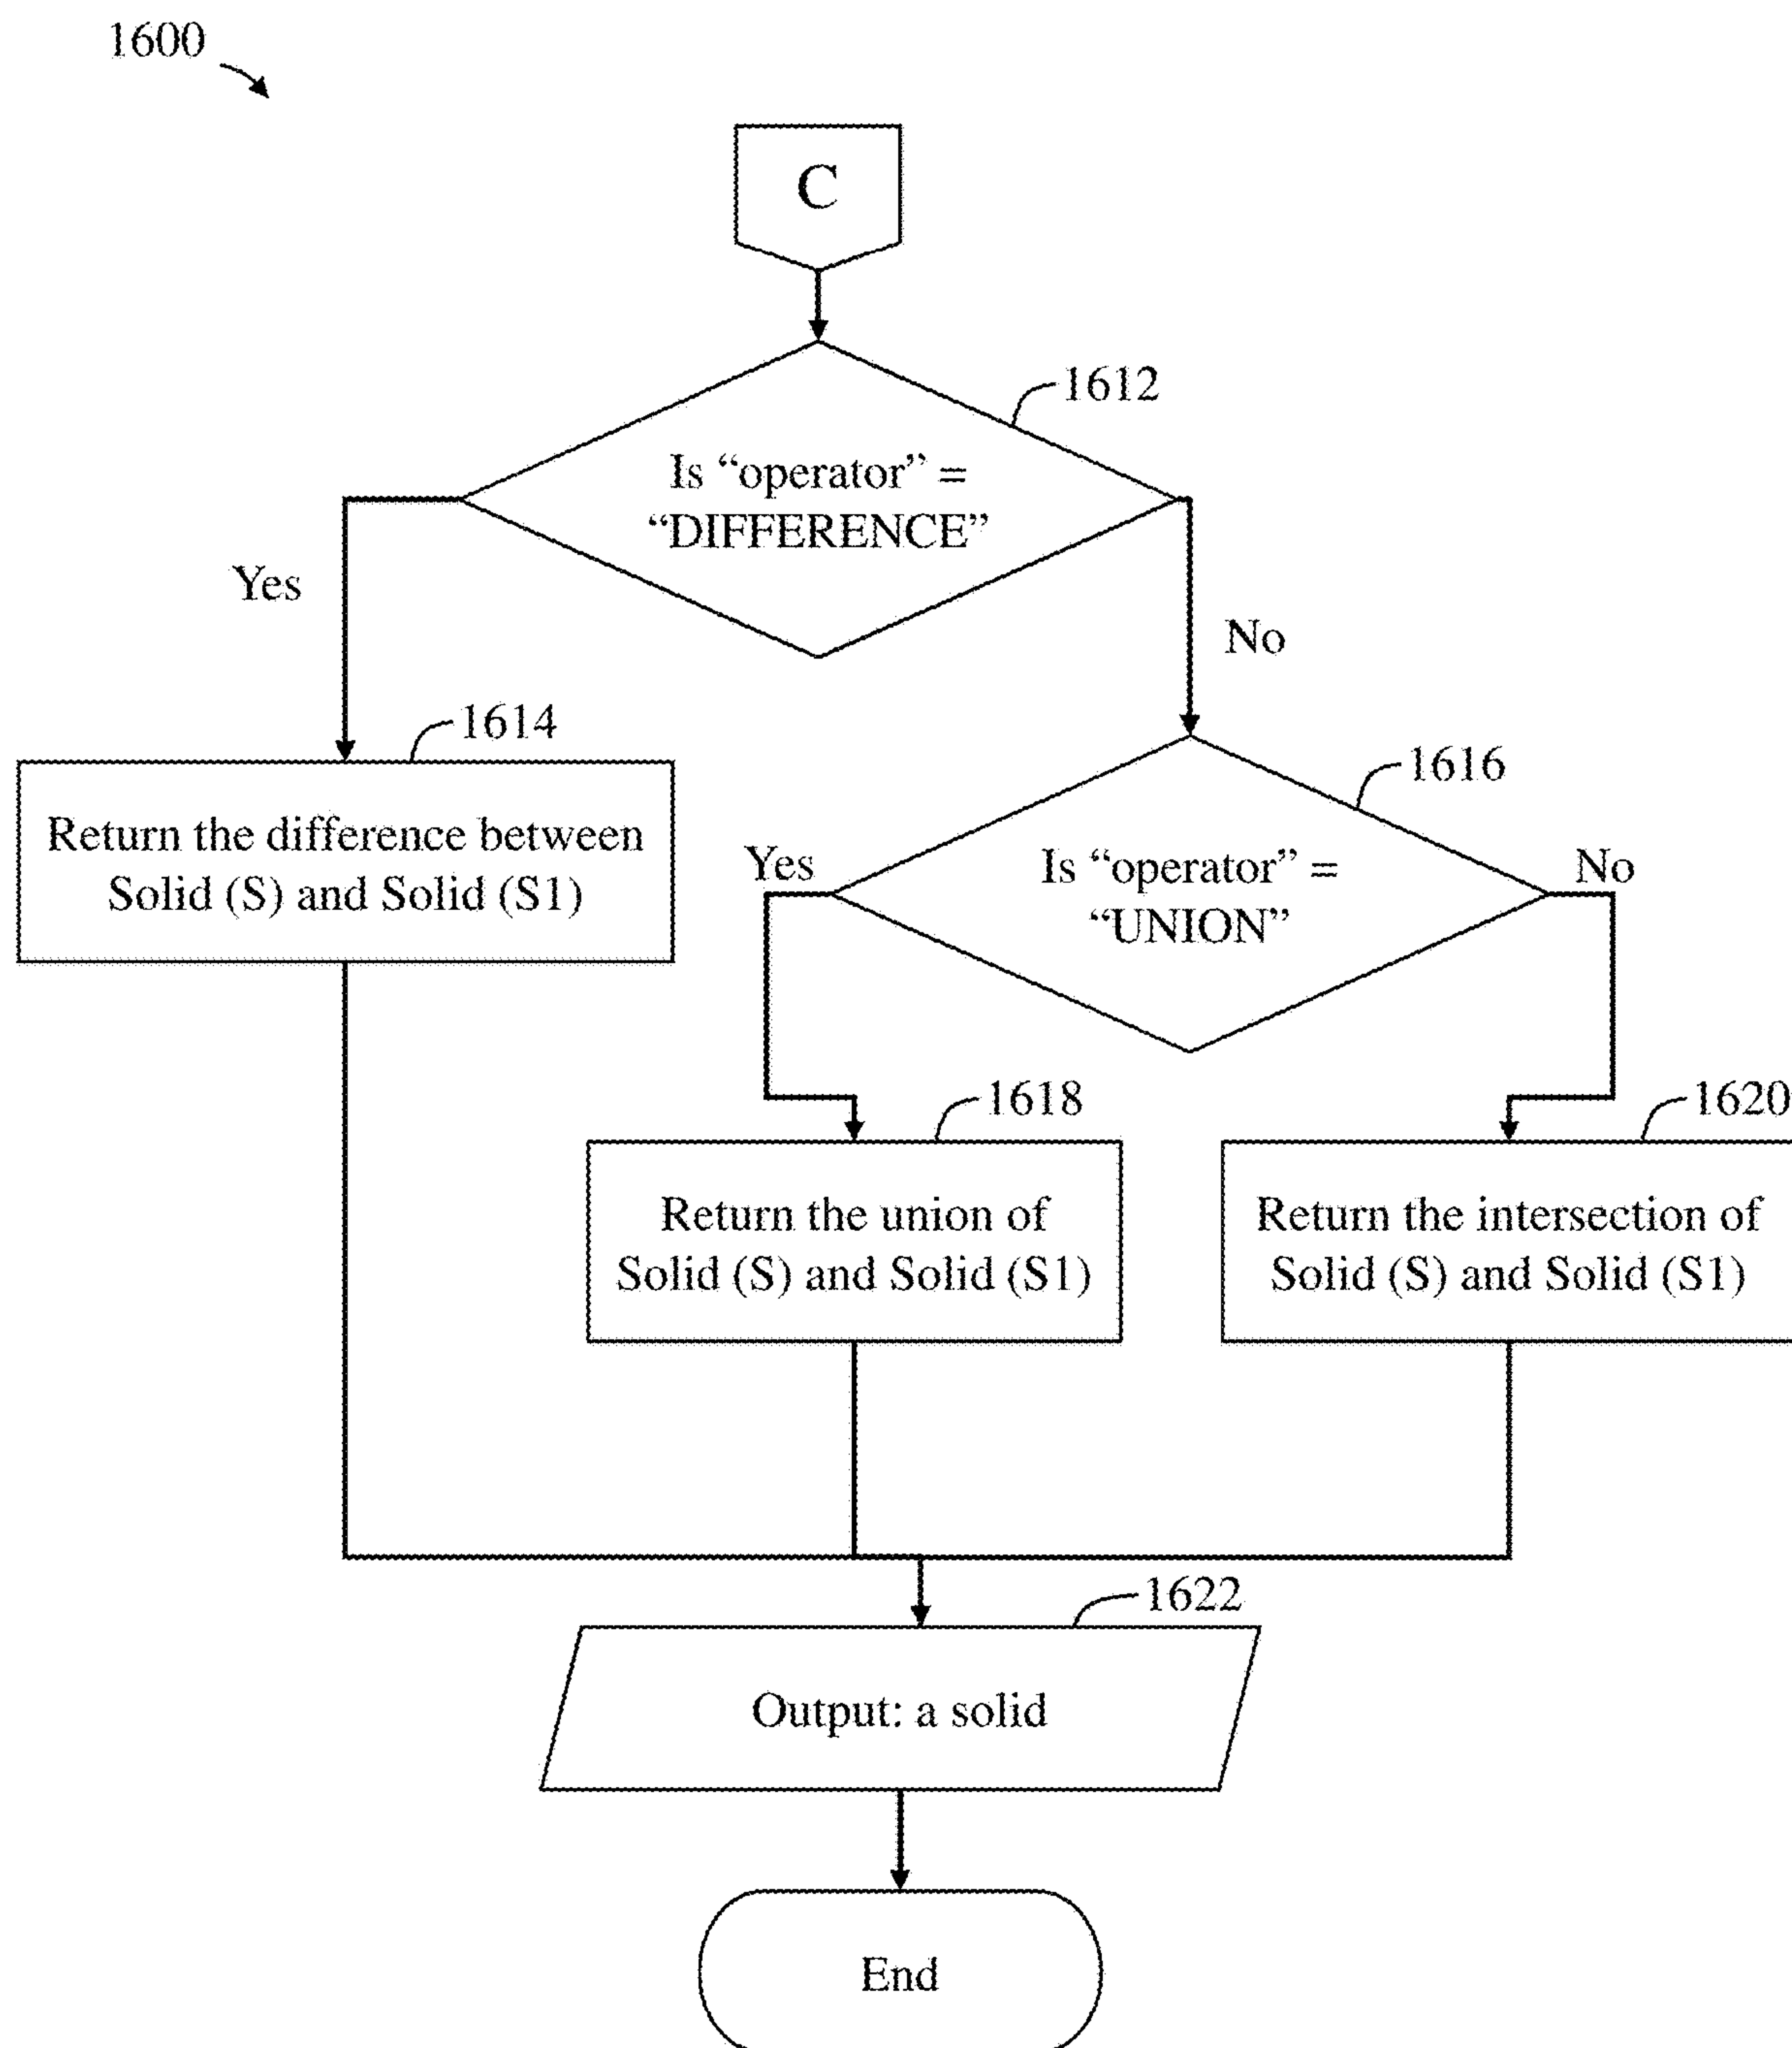 1600
C
1612
Is “operator” =
“DIFFERENCE”
Yes
No
1614
Return the difference between
Solid (S) and Solid (S1)
1616
Yes
Is “operator” =
“UNION”
No
1618
Return the union of
Solid (S) and Solid (S1)
1620
Return the intersection of
Solid (S) and Solid (S1)
1622
Output: a solid
End